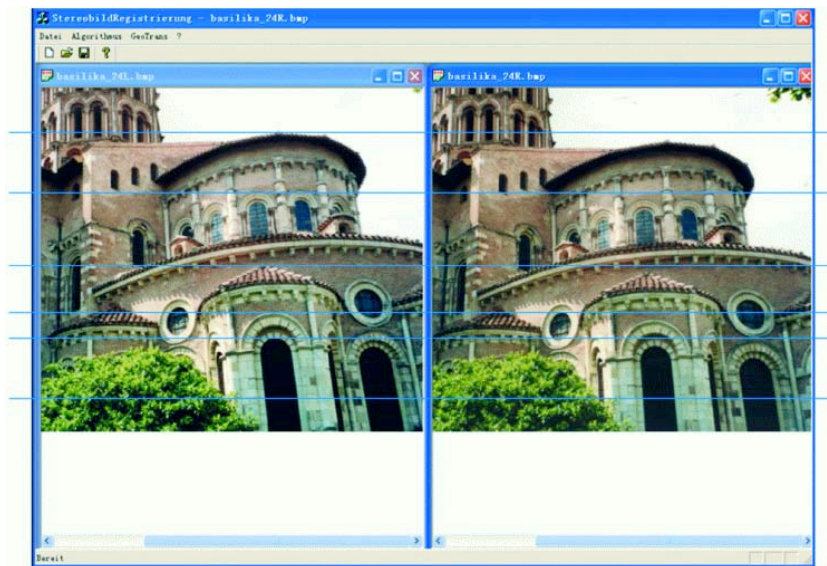 StereobildRegistrierung - basilika_24R.bmp
Datei Algorithmus GeoTrans ?
basilika_24L.bmp
basilika_24R.bmp
Bereit